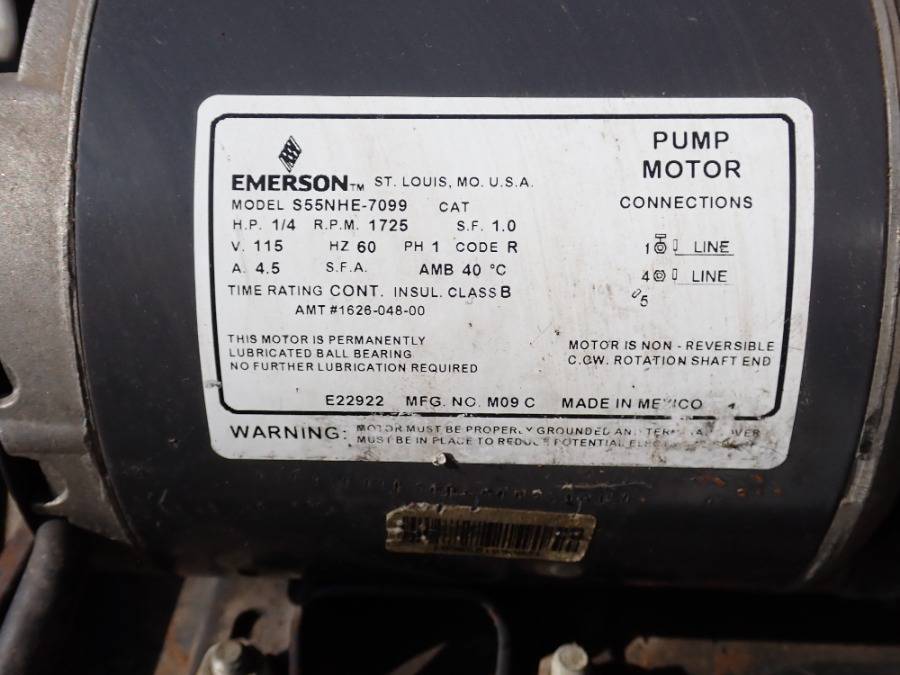 EMERSON™ ST. LOUIS, MO. U.S.A.
MODEL S55NHE-7099 CAT
H.P. 1/4 R.P.M. 1725 S.F. 1.0
V. 115 HZ 60 PH 1 CODE R
A. 4.5 S.F.A. AMB 40 °C
TIME RATING CONT. INSUL. CLASS B
AMT #1626-048-00
THIS MOTOR IS PERMANENTLY
LUBRICATED BALL BEARING
NO FURTHER LUBRICATION REQUIRED
PUMP
MOTOR
CONNECTIONS
1 LINE
4 LINE
5
MOTOR IS NON - REVERSIBLE
C.CW. ROTATION SHAFT END
E22922 MFG. NO. M09 C MADE IN MEXICO
WARNING: MOTOR MUST BE PROPERLY GROUNDED AND TERMINAL COVER
MUST BE IN PLACE TO REDUCE POTENTIAL